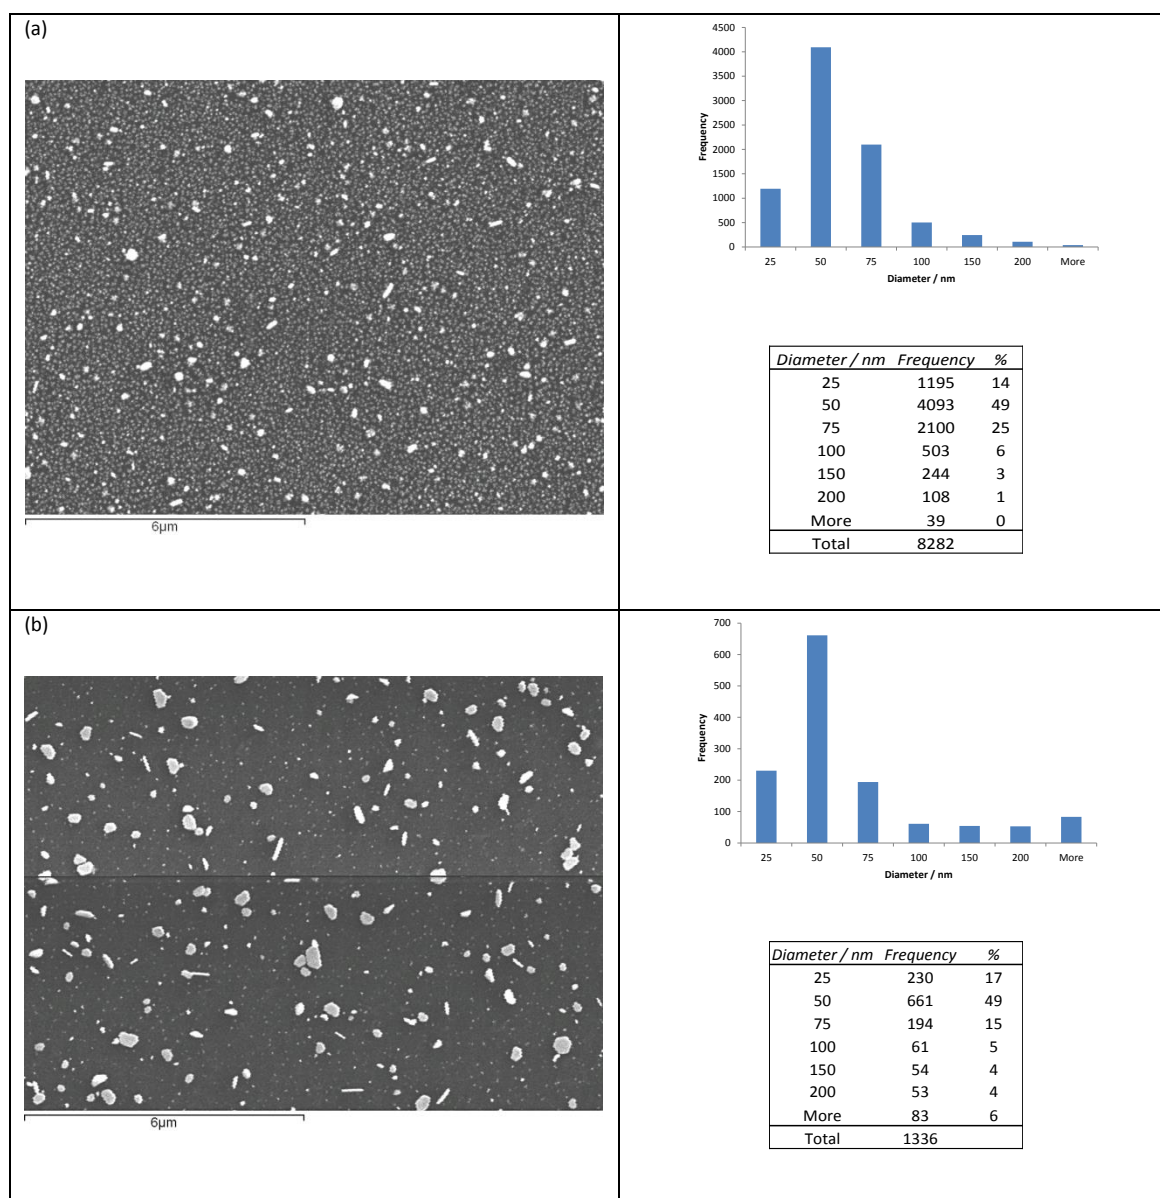 (a)
4500
4000
3500
3000
2500
2000
1500
1000
500
0
Frequency
25 50 75 100 150 200 More
Diameter / nm
6µm
Diameter / nm Frequency %
25 1195 14
50 4093 49
75 2100 25
100 503 6
150 244 3
200 108 1
More 39 0
Total 8282
(b)
700
600
500
400
300
200
100
0
Frequency
25 50 75 100 150 200 More
Diameter / nm
6µm
Diameter / nm Frequency %
25 230 17
50 661 49
75 194 15
100 61 5
150 54 4
200 53 4
More 83 6
Total 1336